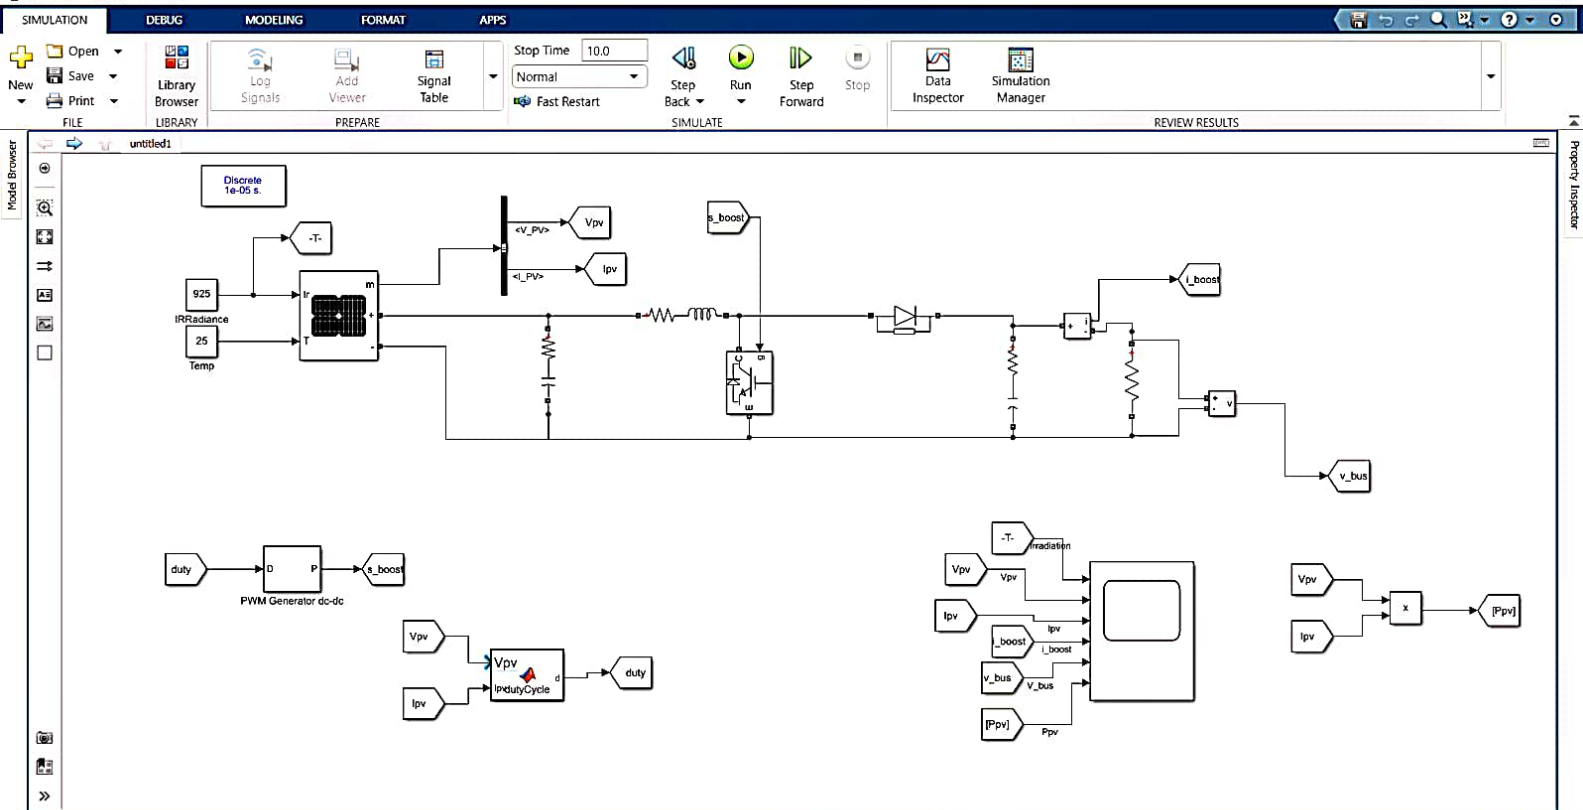 SIMULATION DEBUG MODELING FORMAT APPS
New
Open
Save
Print
FILE
Library
Browser
LIBRARY
Log
Signals
Add
Viewer
Signal
Table
PREPARE
Stop Time 10.0
Normal
Fast Restart
Step
Back
Run
Step
Forward
Stop
SIMULATE
Data
Inspector
Simulation
Manager
REVIEW RESULTS
Model Browser
untitled1
Property Inspector
Discrete
1e-05 s.
-T-
925
IRRadiance
25
Temp
Ir
T
m
+
-
<V_PV>
Vpv
<I_PV>
Ipv
s_boost
g
C
E
i_boost
+
i
-
+
-
v
v_bus
duty
D
P
s_boost
PWM Generator dc-dc
Vpv
Ipv
Vpv
Ipv
dutyCycle
d
duty
-T-
Irradiation
Vpv
Vpv
Ipv
Ipv
i_boost
i_boost
v_bus
V_bus
[Ppv]
Ppv
Vpv
Ipv
x
[Ppv]